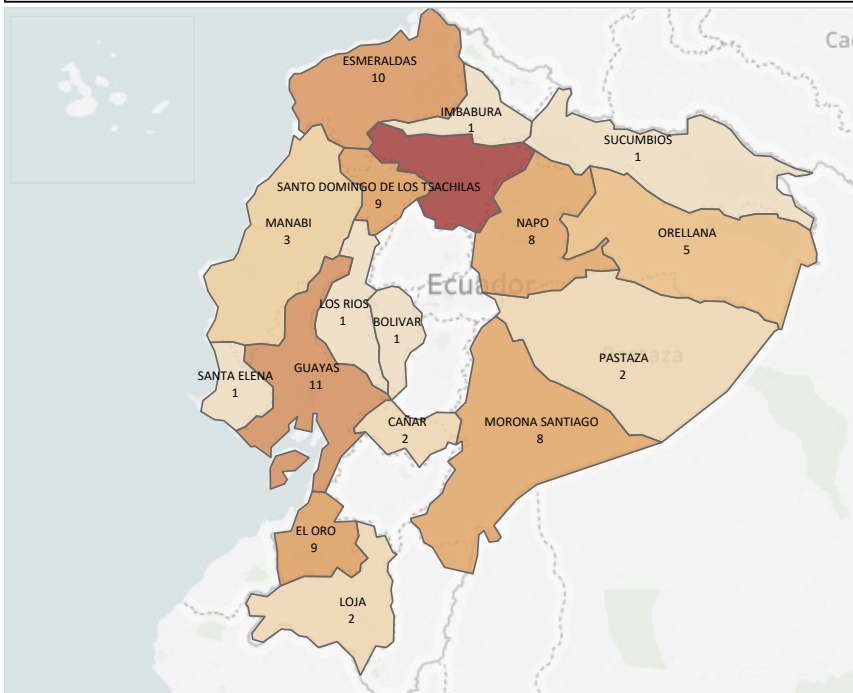 Ca
ESMERALDAS
10
IMBABURA
1
SUCUMBIOS
1
SANTO DOMINGO DE LOS TSACHILAS
9
MANABI
3
NAPO
8
ORELLANA
5
Ecuador
LOS RIOS
1
BOLIVAR
1
PASTAZA
2
SANTA ELENA
1
GUAYAS
11
CAÑAR
2
MORONA SANTIAGO
8
EL ORO
9
LOJA
2